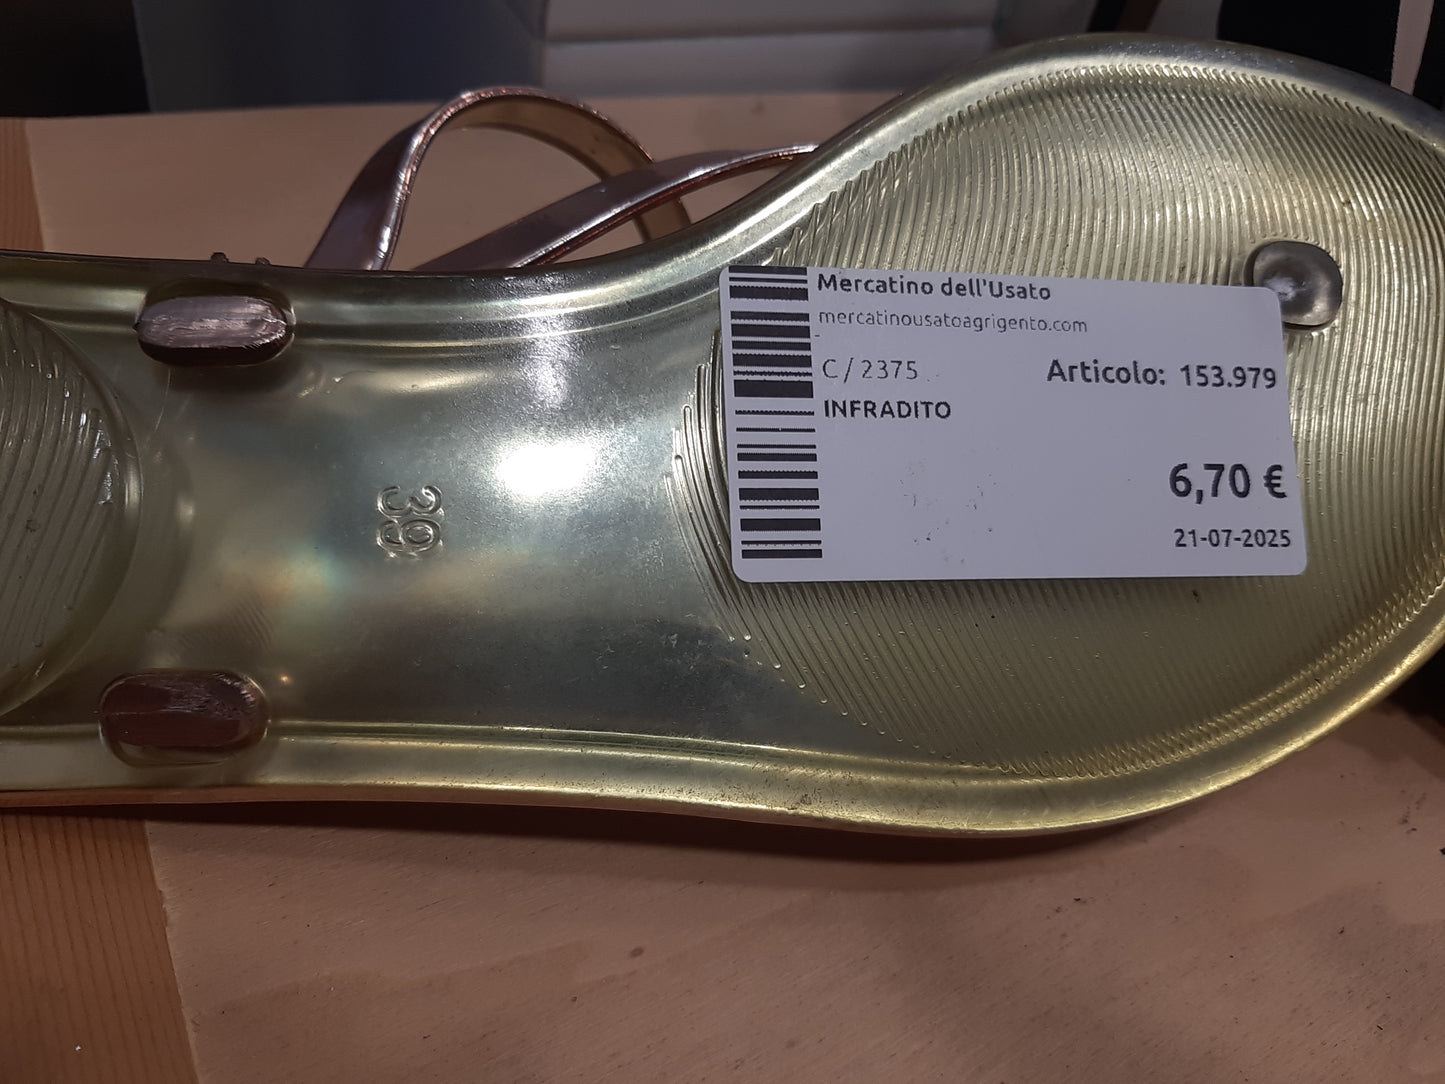 Mercatino dell'Usato
mercatinousatoagrigento.com
-
C / 2375
Articolo: 153.979
INFRADITO
6,70 €
21-07-2025
39